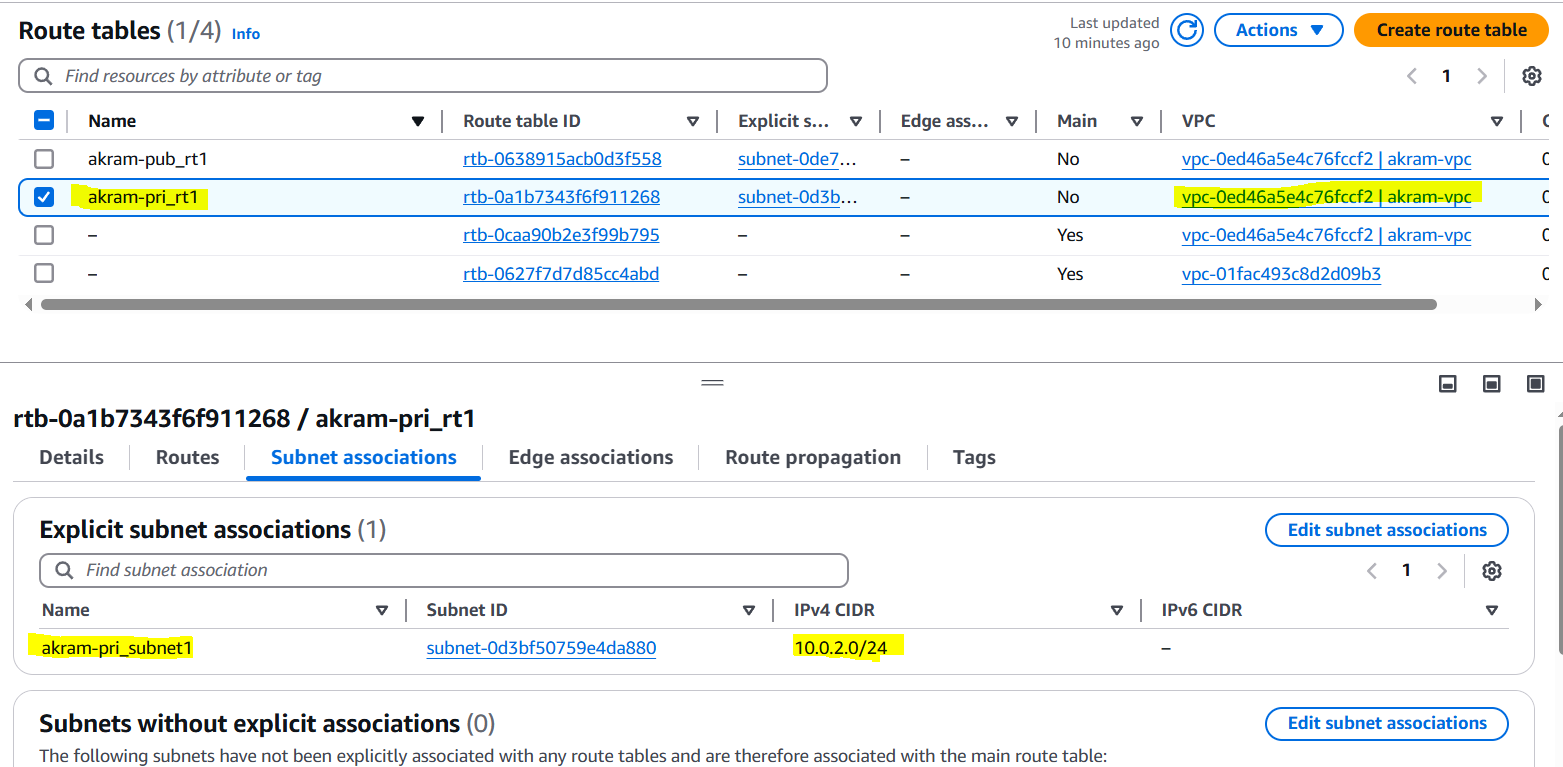 Route tables (1/4) Info
Last updated
10 minutes ago
Actions
Create route table
Find resources by attribute or tag
1
Name Route table ID Explicit s... Edge ass... Main VPC
akram-pub_rt1 rtb-0638915acb0d3f558 subnet-0de7... – No vpc-0ed46a5e4c76fccf2 | akram-vpc
akram-pri_rt1 rtb-0a1b7343f6f911268 subnet-0d3b... – No vpc-0ed46a5e4c76fccf2 | akram-vpc
– rtb-0caa90b2e3f99b795 – – Yes vpc-0ed46a5e4c76fccf2 | akram-vpc
– rtb-0627f7d7d85cc4abd – – Yes vpc-01fac493c8d2d09b3
rtb-0a1b7343f6f911268 / akram-pri_rt1
Details Routes Subnet associations Edge associations Route propagation Tags
Explicit subnet associations (1)
Edit subnet associations
Find subnet association
1
Name Subnet ID IPv4 CIDR IPv6 CIDR
akram-pri_subnet1 subnet-0d3bf50759e4da880 10.0.2.0/24 –
Subnets without explicit associations (0)
Edit subnet associations
The following subnets have not been explicitly associated with any route tables and are therefore associated with the main route table: